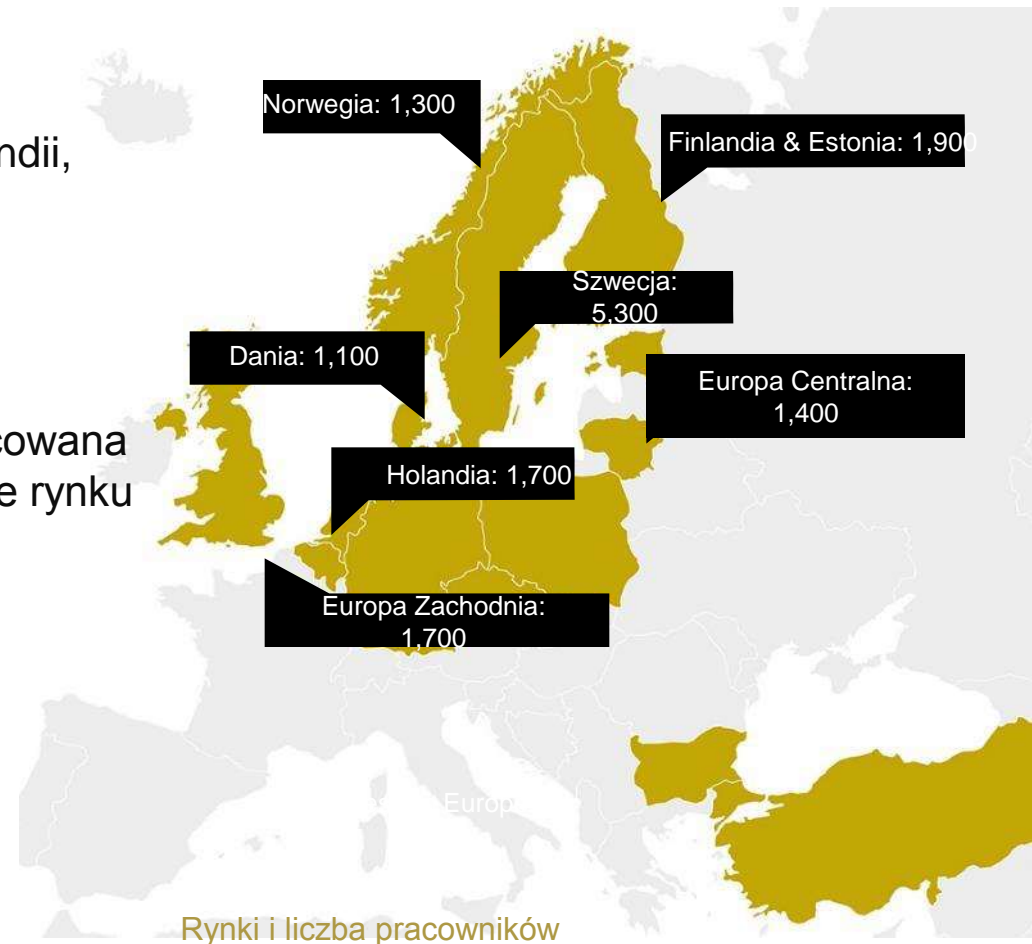 Norwegia: 1,300
ndii,
Finlandia & Estonia: 1,900
Szwecja:
5,300
Dania: 1,100
Europa Centralna:
1,400
cowana
Holandia: 1,700
e rynku
Europa Zachodnia:
1,700
Europ
Rynki i liczba pracowników